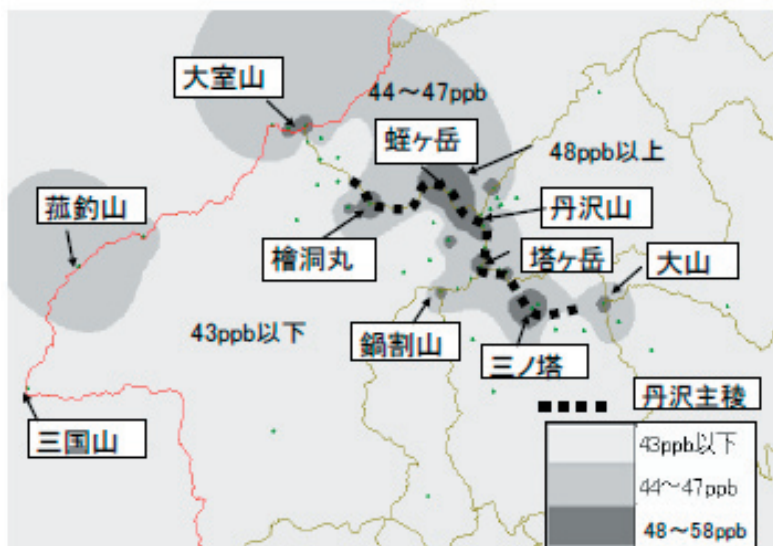 大室山
44～47ppb
蛭ヶ岳
48ppb以上
菰釣山
丹沢山
檜洞丸
塔ヶ岳
大山
43ppb以下
鍋割山
三ノ塔
丹沢主稜
三国山
43ppb以下
44～47ppb
48～58ppb